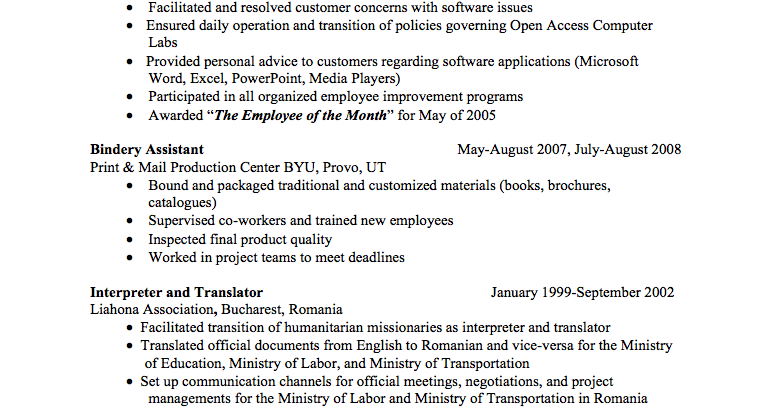 • Facilitated and resolved customer concerns with software issues
• Ensured daily operation and transition of policies governing Open Access Computer
Labs
• Provided personal advice to customers regarding software applications (Microsoft
Word, Excel, PowerPoint, Media Players)
• Participated in all organized employee improvement programs
• Awarded “The Employee of the Month” for May of 2005
Bindery Assistant May-August 2007, July-August 2008
Print & Mail Production Center BYU, Provo, UT
• Bound and packaged traditional and customized materials (books, brochures,
catalogues)
• Supervised co-workers and trained new employees
• Inspected final product quality
• Worked in project teams to meet deadlines
Interpreter and Translator January 1999-September 2002
Liahona Association, Bucharest, Romania
• Facilitated transition of humanitarian missionaries as interpreter and translator
• Translated official documents from English to Romanian and vice-versa for the Ministry
of Education, Ministry of Labor, and Ministry of Transportation
• Set up communication channels for official meetings, negotiations, and project
managements for the Ministry of Labor and Ministry of Transportation in Romania